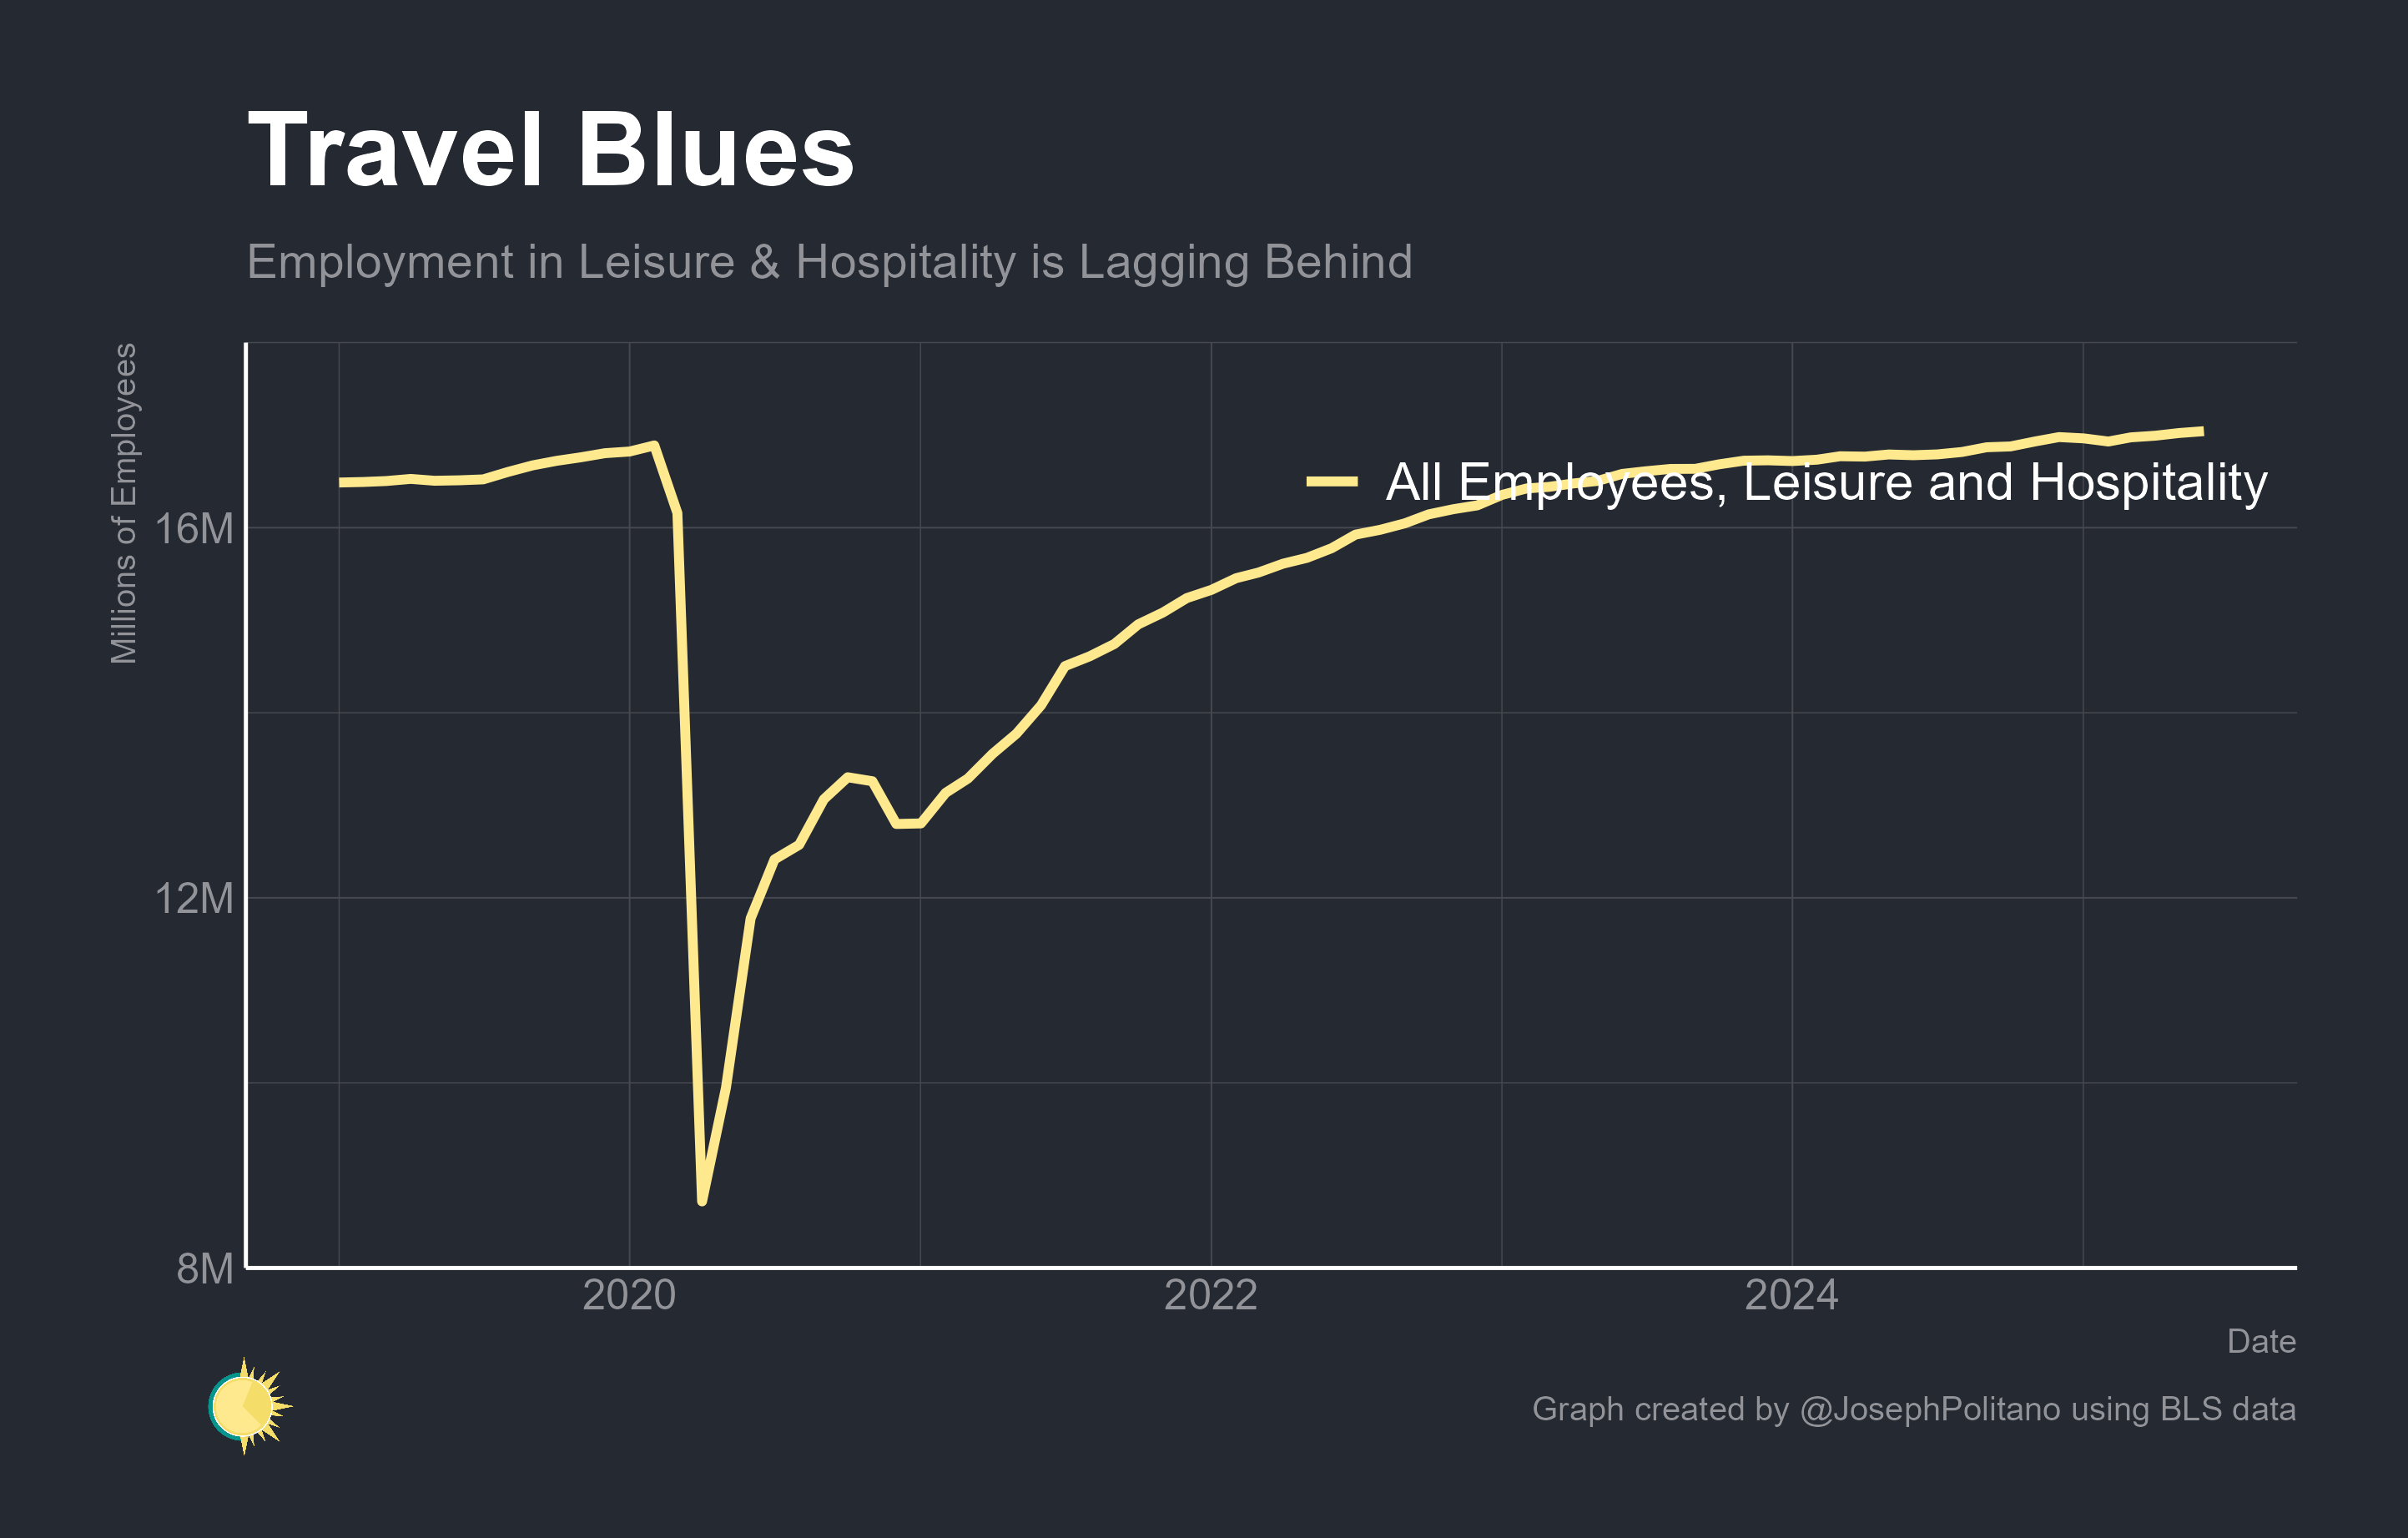 Travel Blues
Employment in Leisure & Hospitality is Lagging Behind
Millions of Employees
All Employees, Leisure and Hospitality
16M
12M
8M
2020
2022
2024
Date
Graph created by @JosephPolitano using BLS data